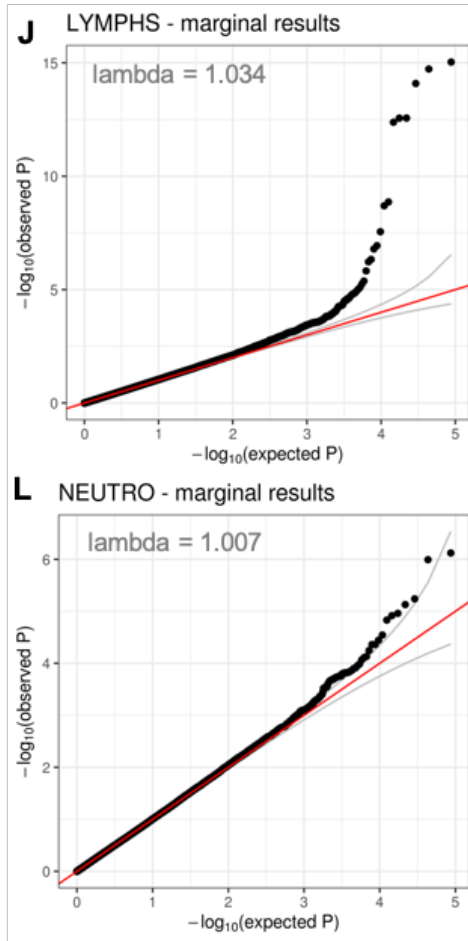 J LYMPHS - marginal results
lambda = 1.034
15
10
5
0
−log10(observed P)
0 1 2 3 4 5
−log10(expected P)
L NEUTRO - marginal results
lambda = 1.007
6
4
2
0
−log10(observed P)
0 1 2 3 4 5
−log10(expected P)